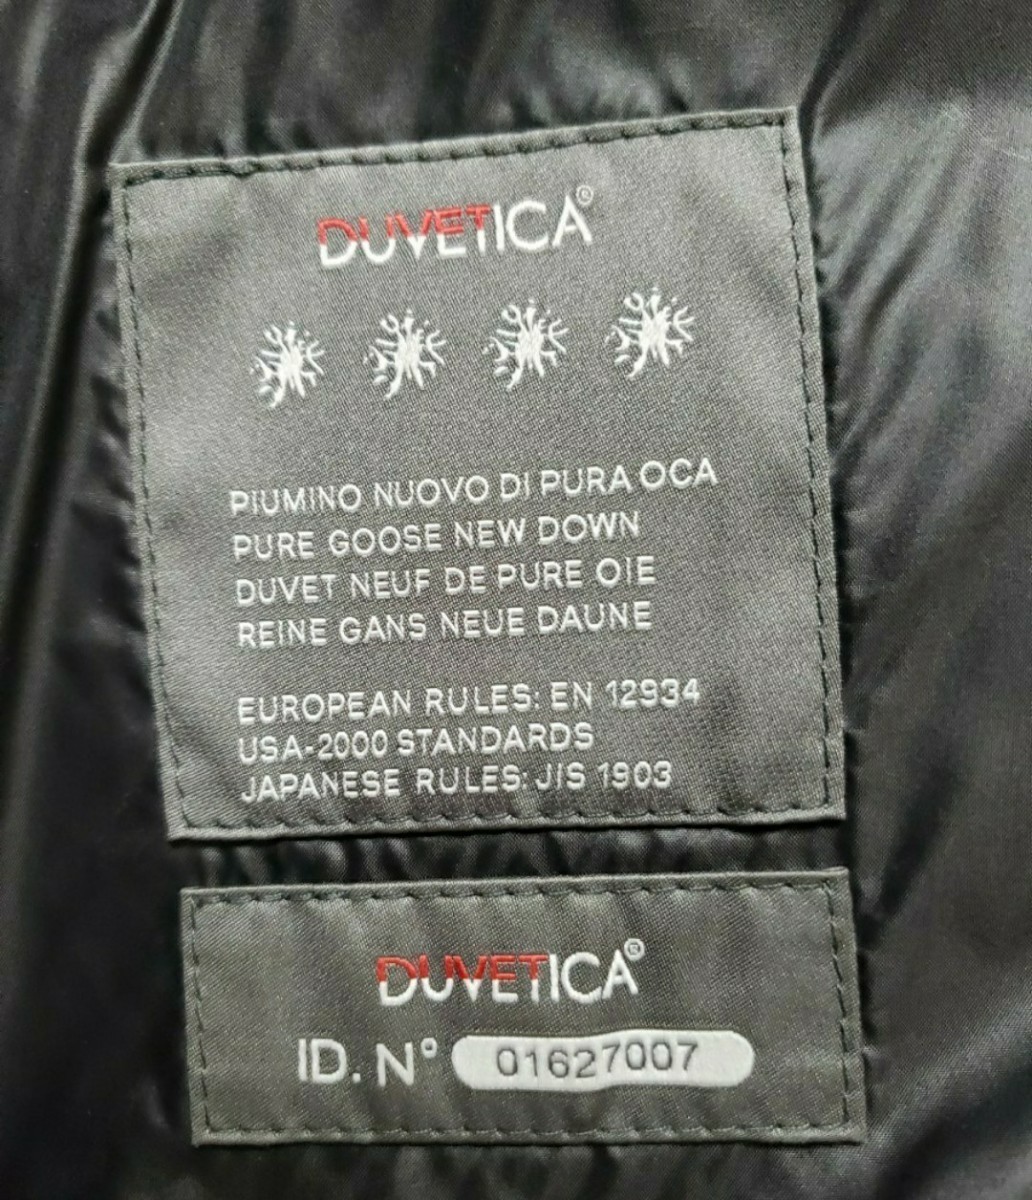 DUVETICA®
PIUMINO NUOVO DI PURA OCA
PURE GOOSE NEW DOWN
DUVET NEUF DE PURE OIE
REINE GANS NEUE DAUNE
EUROPEAN RULES: EN 12934
USA-2000 STANDARDS
JAPANESE RULES: JIS 1903
DUVETICA®
ID. N° 01627007